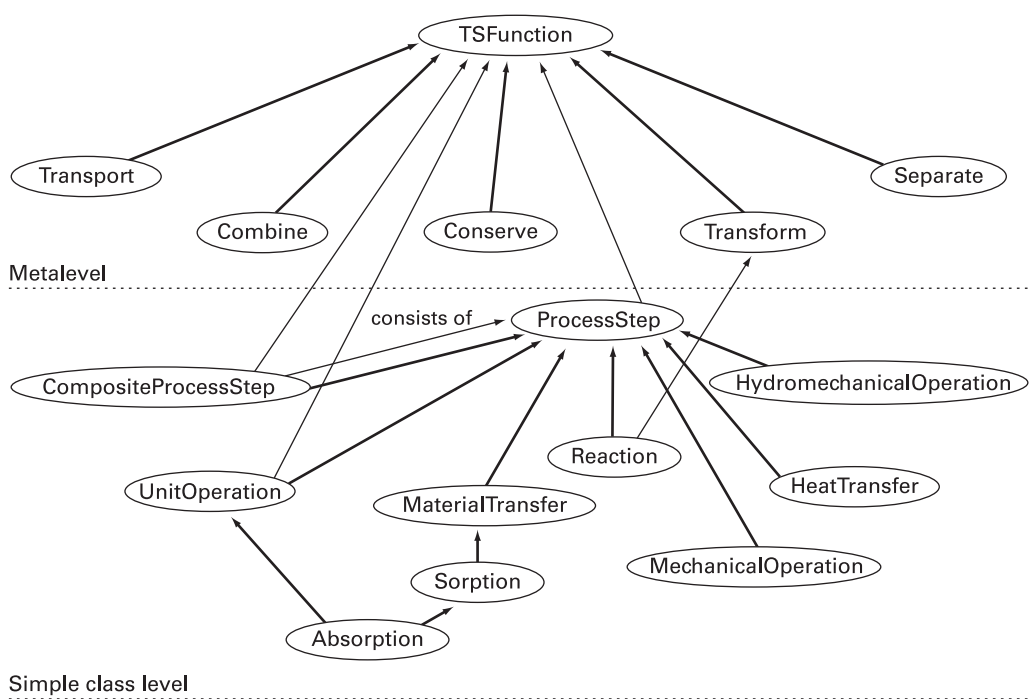 TSFunction
Transport
Separate
Combine
Conserve
Transform
Metalevel
consists of
ProcessStep
CompositeProcessStep
HydromechanicalOperation
Reaction
UnitOperation
MaterialTransfer
HeatTransfer
MechanicalOperation
Sorption
Absorption
Simple class level